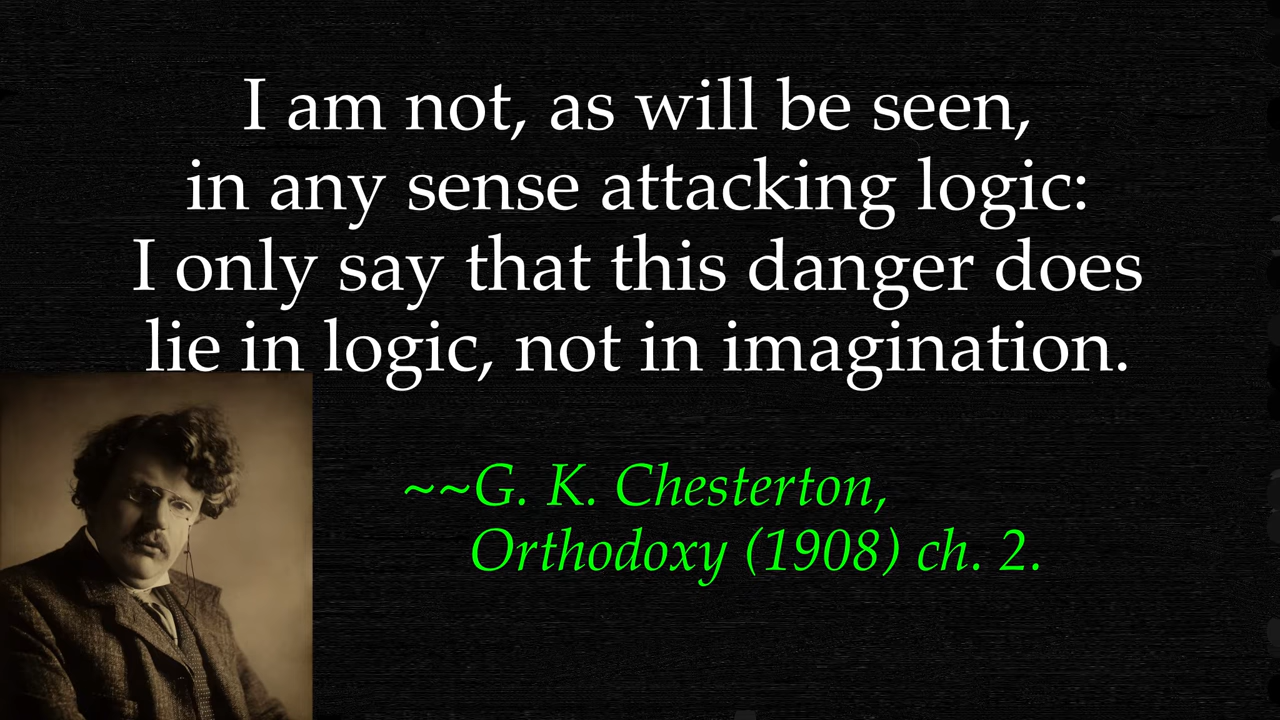 I am not, as will be seen,
in any sense attacking logic:
I only say that this danger does
lie in logic, not in imagination.
~~G. K. Chesterton,
Orthodoxy (1908) ch. 2.